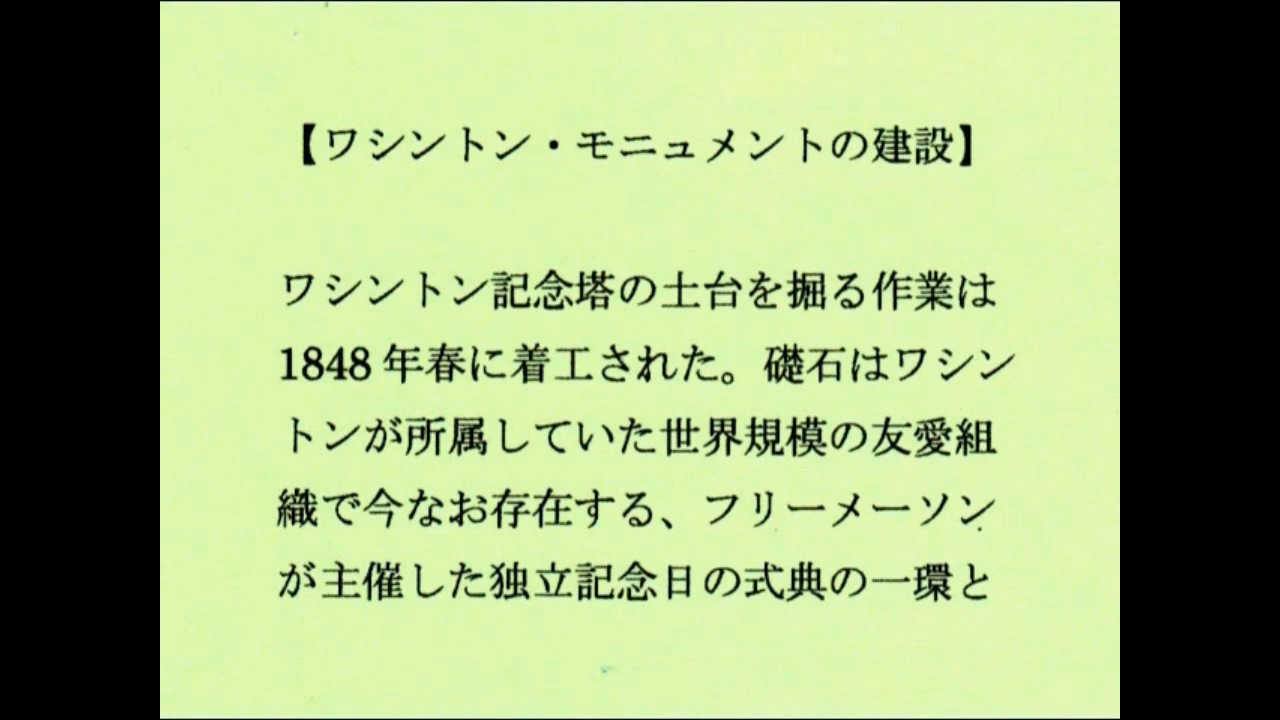 【ワシントン・モニュメントの建設】
ワシントン記念塔の土台を掘る作業は
1848年春に着工された。礎石はワシン
トンが所属していた世界規模の友愛組
織で今なお存在する、フリーメーソン
が主催した独立記念日の式典の一環と